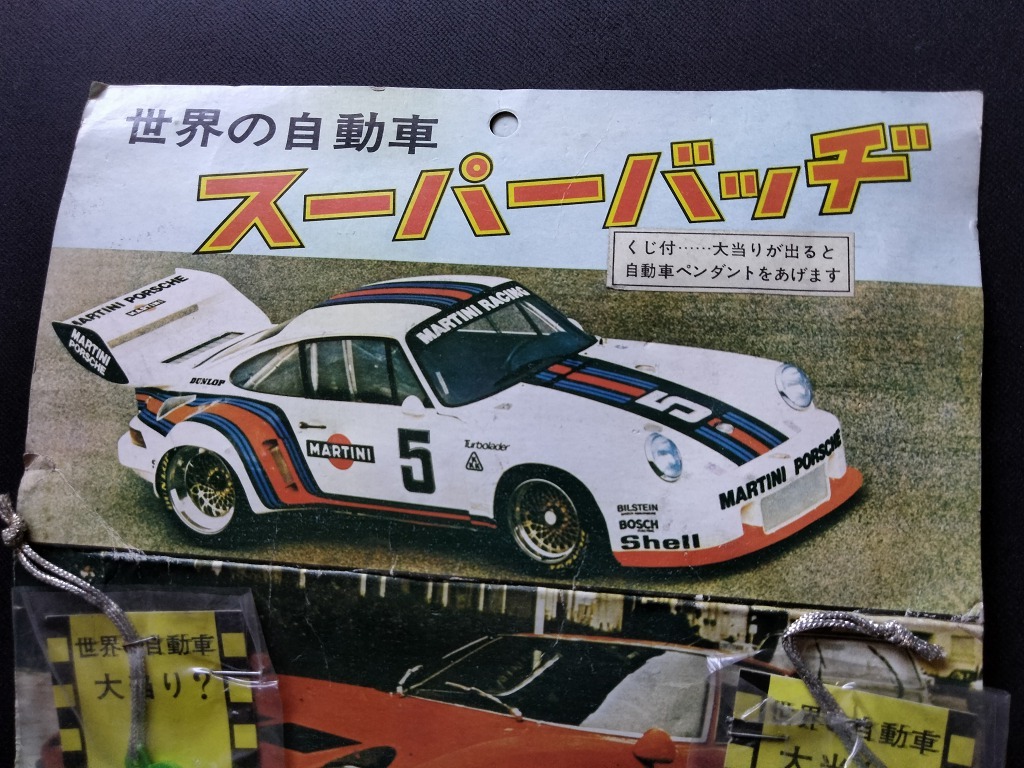 世界の自動車
スーパーバッヂ
くじ付……大当りが出ると
自動車ペンダントをあげます
MARTINI PORSCHE
MARTINI
MARTINI
PORSCHE
DUNLOP
MARTINI RACING
MARTINI
5
Turbolader
5
MARTINI PORSCHE
BILSTEIN
BOSCH
Shell
世界 自動車
大当り?
世界 自動車
大当